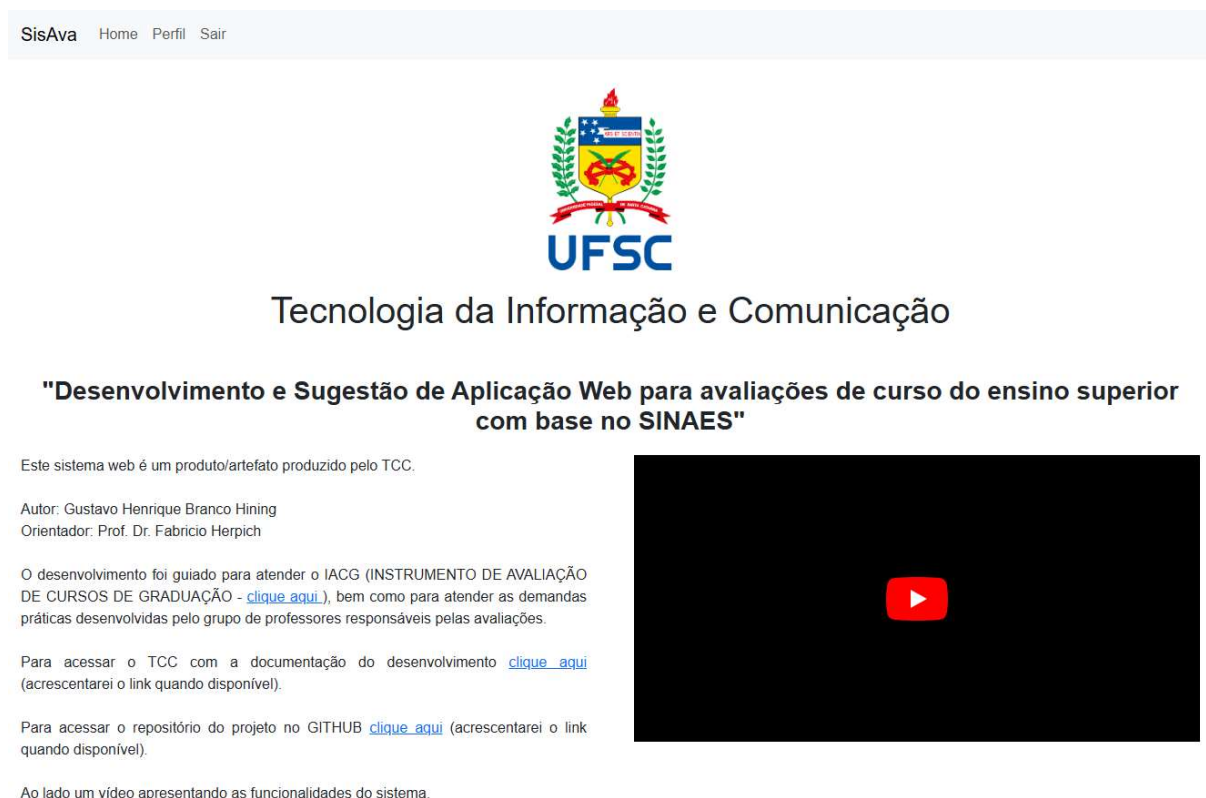 SisAva Home Perfil Sair
UFSC
Tecnologia da Informação e Comunicação
"Desenvolvimento e Sugestão de Aplicação Web para avaliações de curso do ensino superior
com base no SINAES"
Este sistema web é um produto/artefato produzido pelo TCC.
Autor: Gustavo Henrique Branco Hining
Orientador: Prof. Dr. Fabricio Herpich
O desenvolvimento foi guiado para atender o IACG (INSTRUMENTO DE AVALIAÇÃO
DE CURSOS DE GRADUAÇÃO - clique aqui ), bem como para atender as demandas
práticas desenvolvidas pelo grupo de professores responsáveis pelas avaliações.
Para acessar o TCC com a documentação do desenvolvimento clique aqui
(acrescentarei o link quando disponível).
Para acessar o repositório do projeto no GITHUB clique aqui (acrescentarei o link
quando disponível).
Ao lado um vídeo apresentando as funcionalidades do sistema.